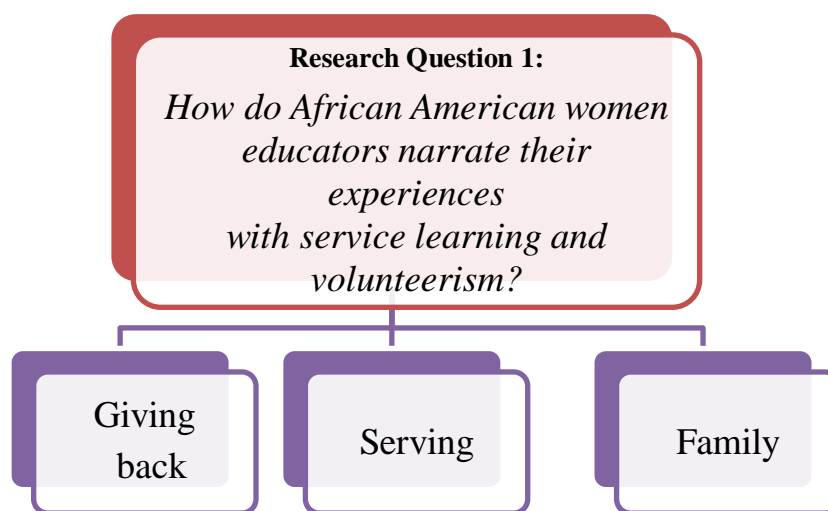 Research Question 1:
How do African American women
educators narrate their
experiences
with service learning and
volunteerism?
Giving
back
Serving
Family